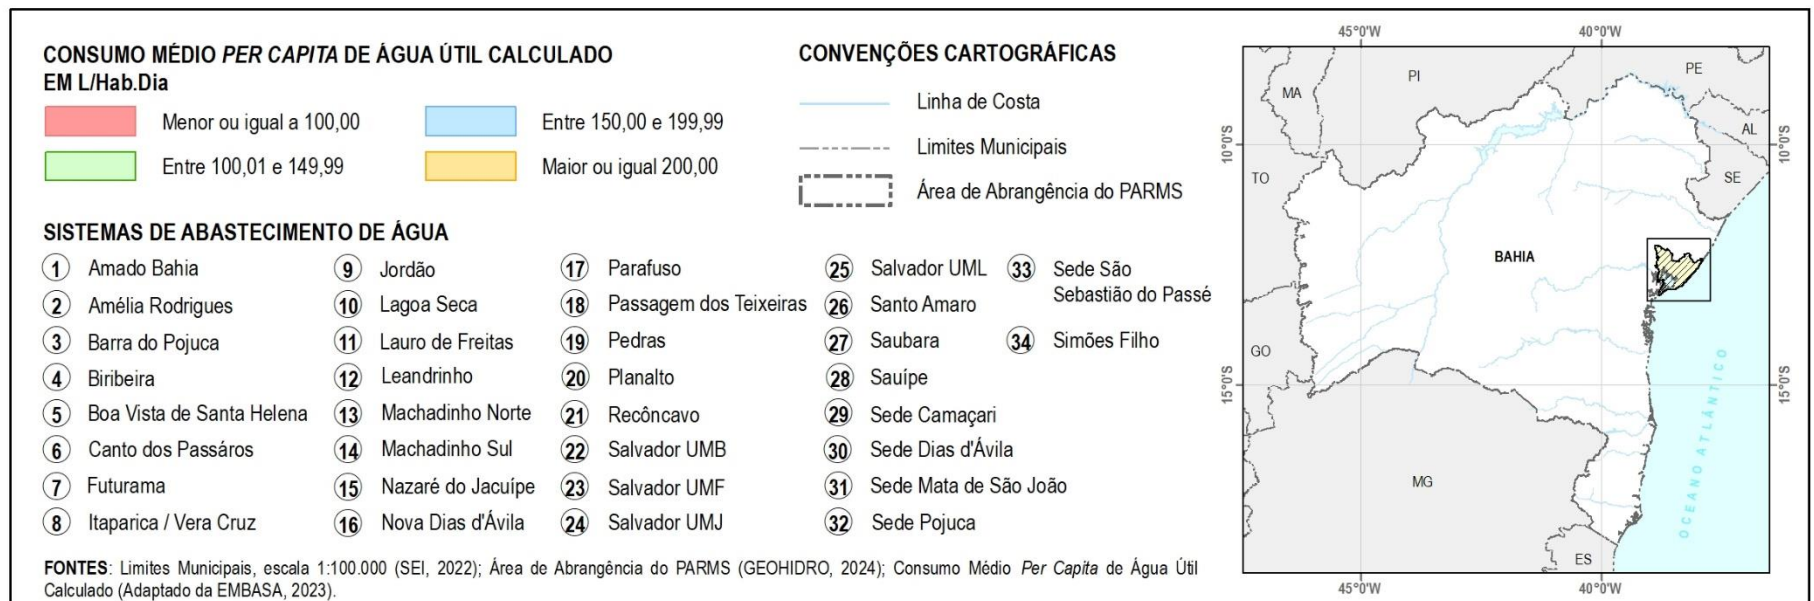 CONSUMO MÉDIO PER CAPITA DE ÁGUA ÚTIL CALCULADO
EM L/Hab.Dia
Menor ou igual a 100,00
Entre 150,00 e 199,99
Entre 100,01 e 149,99
Maior ou igual 200,00
CONVENÇÕES CARTOGRÁFICAS
Linha de Costa
Limites Municipais
Área de Abrangência do PARMS
SISTEMAS DE ABASTECIMENTO DE ÁGUA
1 Amado Bahia
2 Amélia Rodrigues
3 Barra do Pojuca
4 Biribeira
5 Boa Vista de Santa Helena
6 Canto dos Passáros
7 Futurama
8 Itaparica / Vera Cruz
9 Jordão
10 Lagoa Seca
11 Lauro de Freitas
12 Leandrinho
13 Machadinho Norte
14 Machadinho Sul
15 Nazaré do Jacuípe
16 Nova Dias d'Ávila
17 Parafuso
18 Passagem dos Teixeiras
19 Pedras
20 Planalto
21 Recôncavo
22 Salvador UMB
23 Salvador UMF
24 Salvador UMJ
25 Salvador UML
26 Santo Amaro
27 Saubara
28 Sauípe
29 Sede Camaçari
30 Sede Dias d'Ávila
31 Sede Mata de São João
32 Sede Pojuca
33 Sede São
Sebastião do Passé
34 Simões Filho
FONTES: Limites Municipais, escala 1:100.000 (SEI, 2022); Área de Abrangência do PARMS (GEOHIDRO, 2024); Consumo Médio Per Capita de Água Útil
Calculado (Adaptado da EMBASA, 2023).
45°0'W
40°0'W
PI
PE
MA
AL
10°0'S
10°0'S
TO
SE
BAHIA
GO
15°0'S
15°0'S
OCEANO ATLÂNTICO
MG
ES
45°0'W
40°0'W